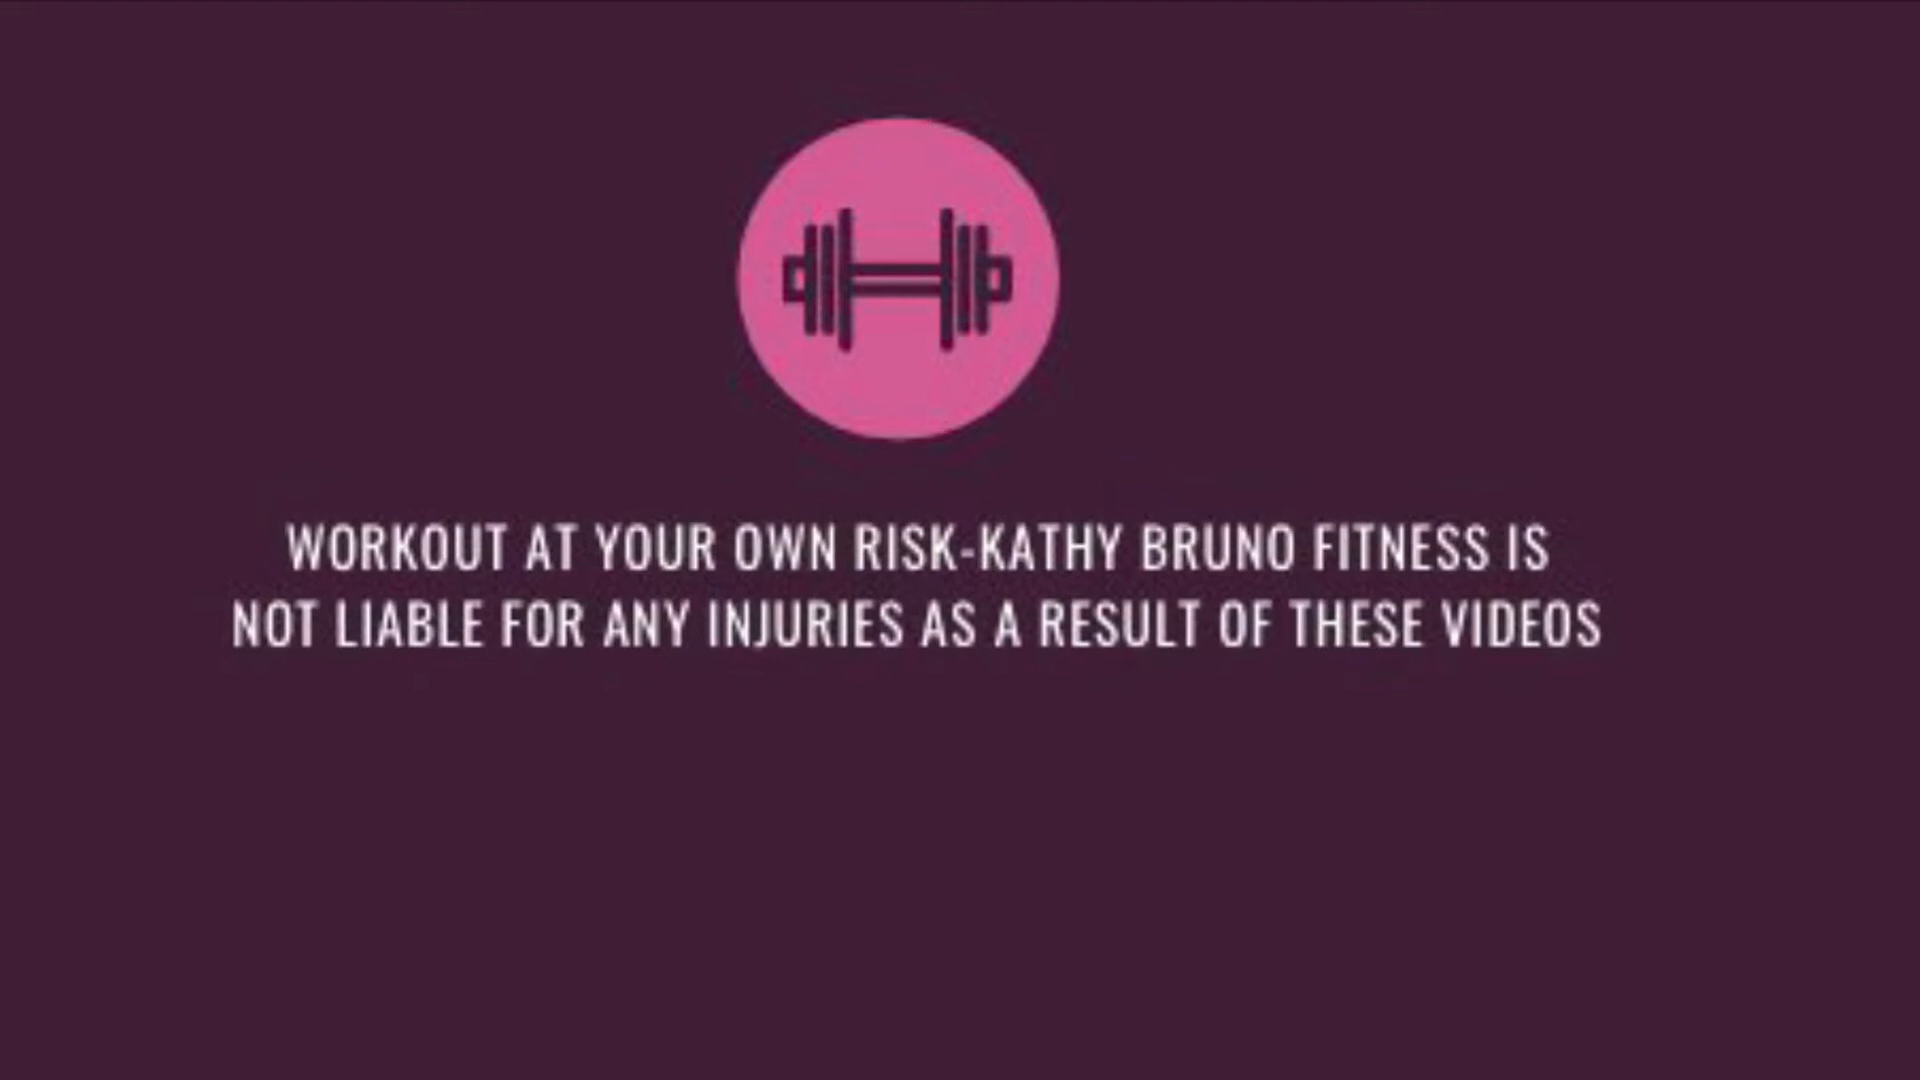 WORKOUT AT YOUR OWN RISK-KATHY BRUNO FITNESS IS
NOT LIABLE FOR ANY INJURIES AS A RESULT OF THESE VIDEOS